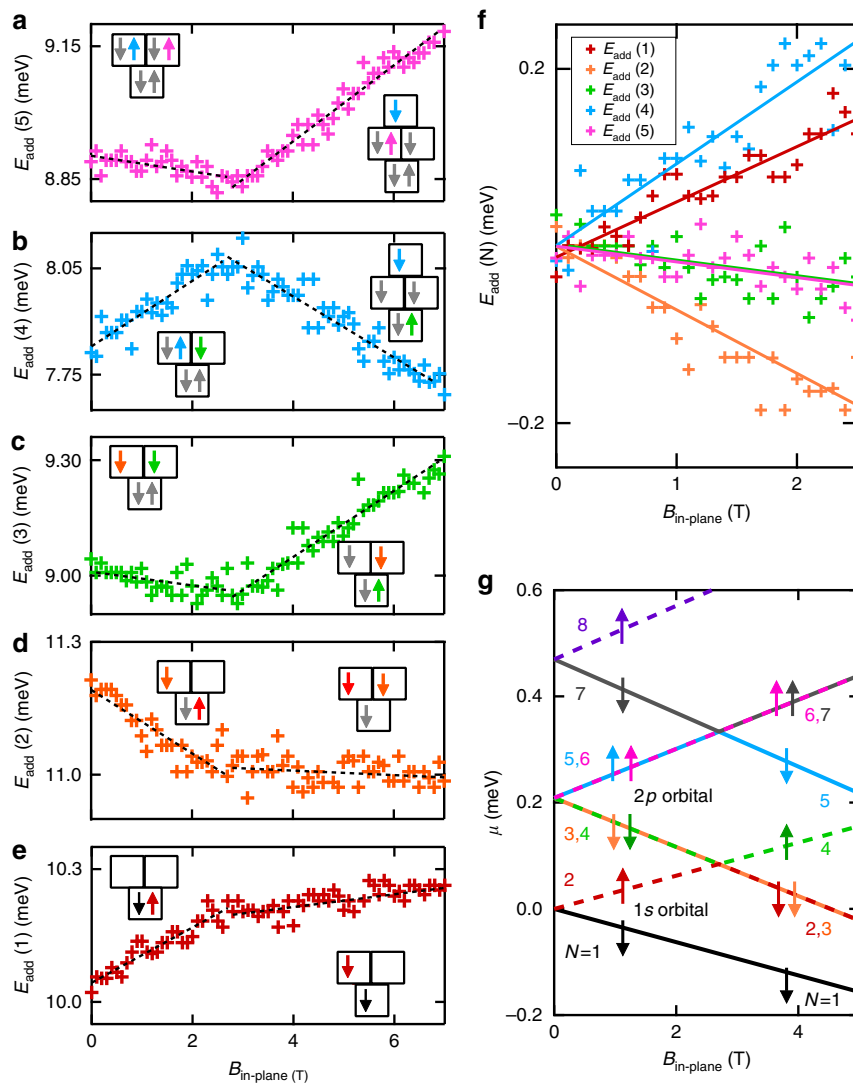 a
9.15
8.85
E_add (5) (meV)
b
8.05
7.75
E_add (4) (meV)
c
9.30
9.00
E_add (3) (meV)
d
11.3
11.0
E_add (2) (meV)
e
10.3
10.0
E_add (1) (meV)
0 2 4 6
B_in-plane (T)
f
0.2
−0.2
E_add (N) (meV)
E_add (1)
E_add (2)
E_add (3)
E_add (4)
E_add (5)
0 1 2
B_in-plane (T)
g
0.6
0.4
0.2
0.0
−0.2
μ (meV)
8
7
6,7
5,6
2p orbital
5
3,4
4
2
1s orbital
2,3
N=1
N=1
0 2 4
B_in-plane (T)